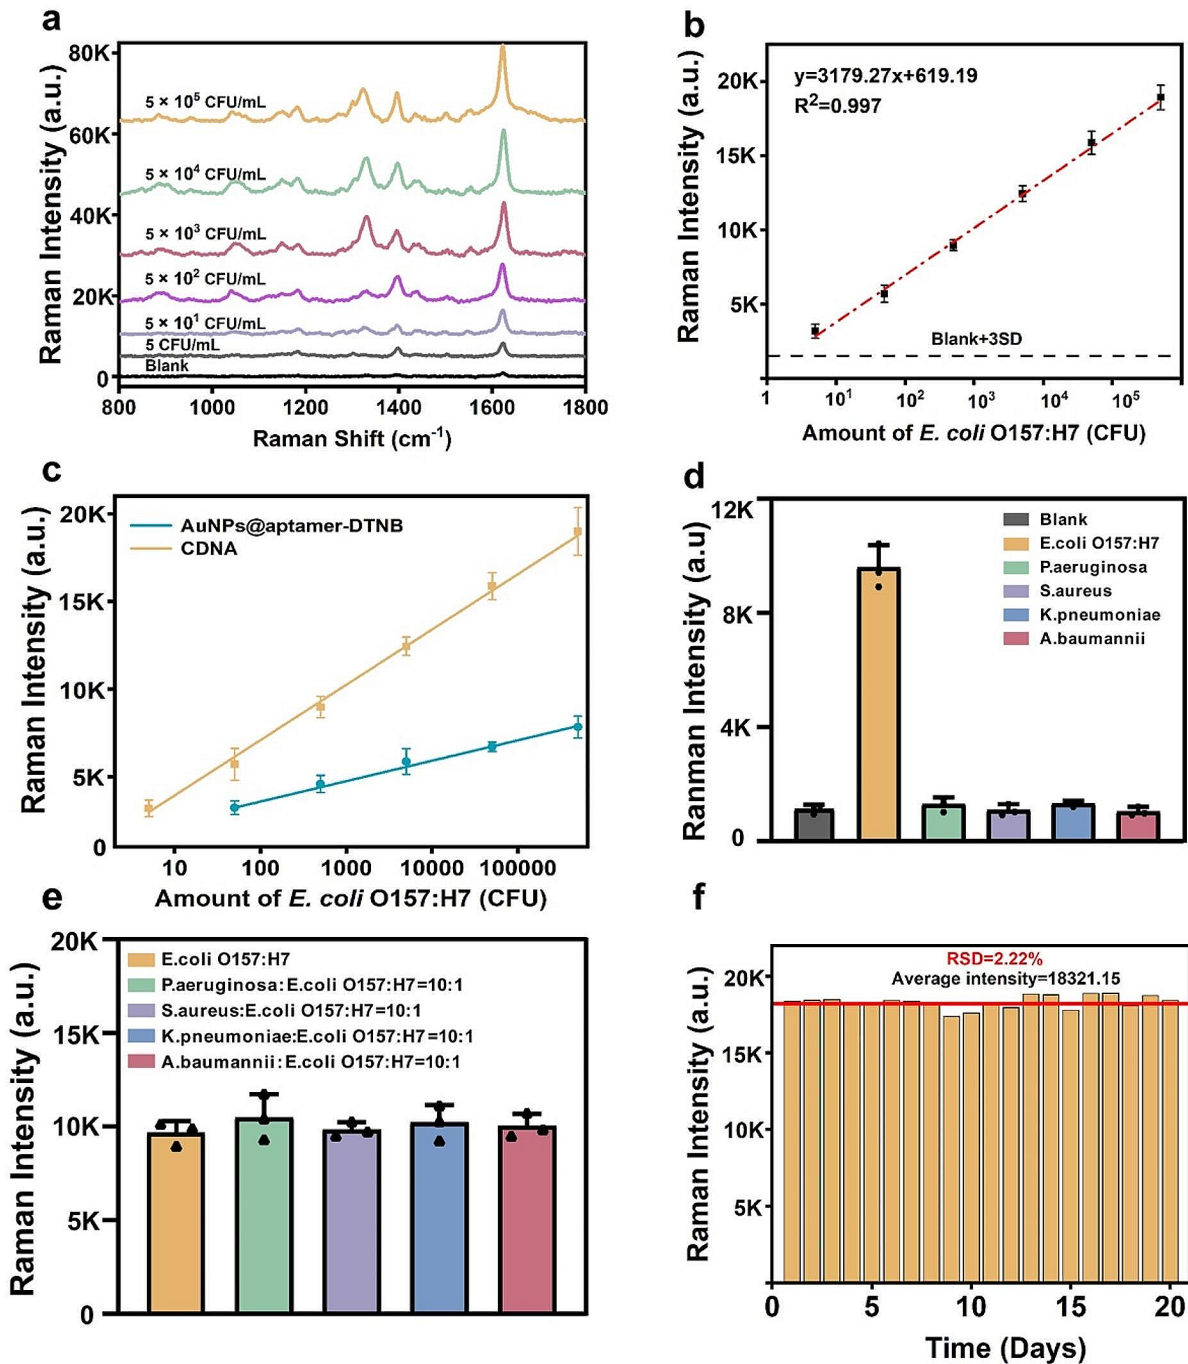 a
80K
60K
40K
20K
0
Raman Intensity (a.u.)
5 × 10⁵ CFU/mL
5 × 10⁴ CFU/mL
5 × 10³ CFU/mL
5 × 10² CFU/mL
5 × 10¹ CFU/mL
5 CFU/mL
Blank
800 1000 1200 1400 1600 1800
Raman Shift (cm⁻¹)
b
y=3179.27x+619.19
R²=0.997
20K
15K
10K
5K
Raman Intensity (a.u.)
Blank+3SD
1 10¹ 10² 10³ 10⁴ 10⁵
Amount of E. coli O157:H7 (CFU)
c
AuNPs@aptamer-DTNB
CDNA
20K
15K
10K
5K
0
Raman Intensity (a.u.)
10 100 1000 10000 100000
Amount of E. coli O157:H7 (CFU)
d
12K
8K
4K
0
Ranman Intensity (a.u)
Blank
E.coli O157:H7
P.aeruginosa
S.aureus
K.pneumoniae
A.baumannii
e
20K
15K
10K
5K
0
Raman Intensity (a.u.)
E.coli O157:H7
P.aeruginosa:E.coli O157:H7=10:1
S.aureus:E.coli O157:H7=10:1
K.pneumoniae:E.coli O157:H7=10:1
A.baumannii:E.coli O157:H7=10:1
f
RSD=2.22%
Average intensity=18321.15
20K
15K
10K
5K
Raman Intensity (a.u.)
0 5 10 15 20
Time (Days)